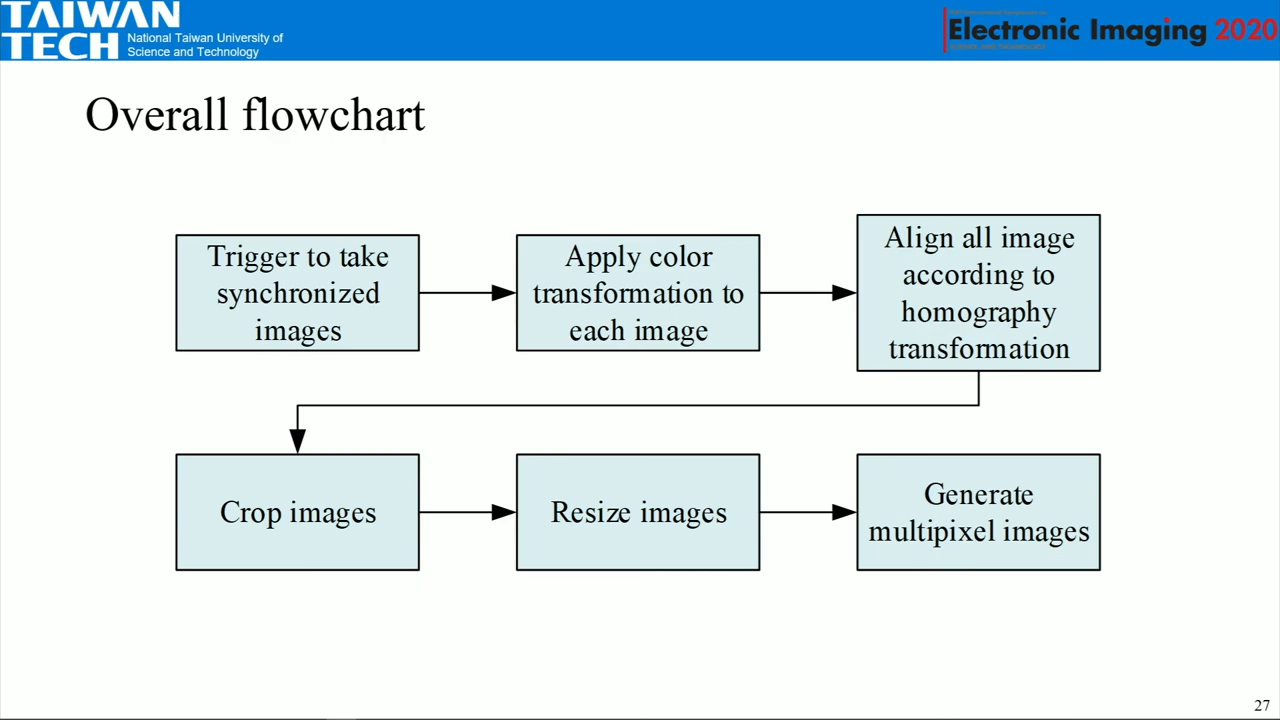 TAIWAN
TECH
National Taiwan University of
Science and Technology
Electronic Imaging 2020
Overall flowchart
Trigger to take
synchronized
images
Apply color
transformation to
each image
Align all image
according to
homography
transformation
Crop images
Resize images
Generate
multipixel images
27